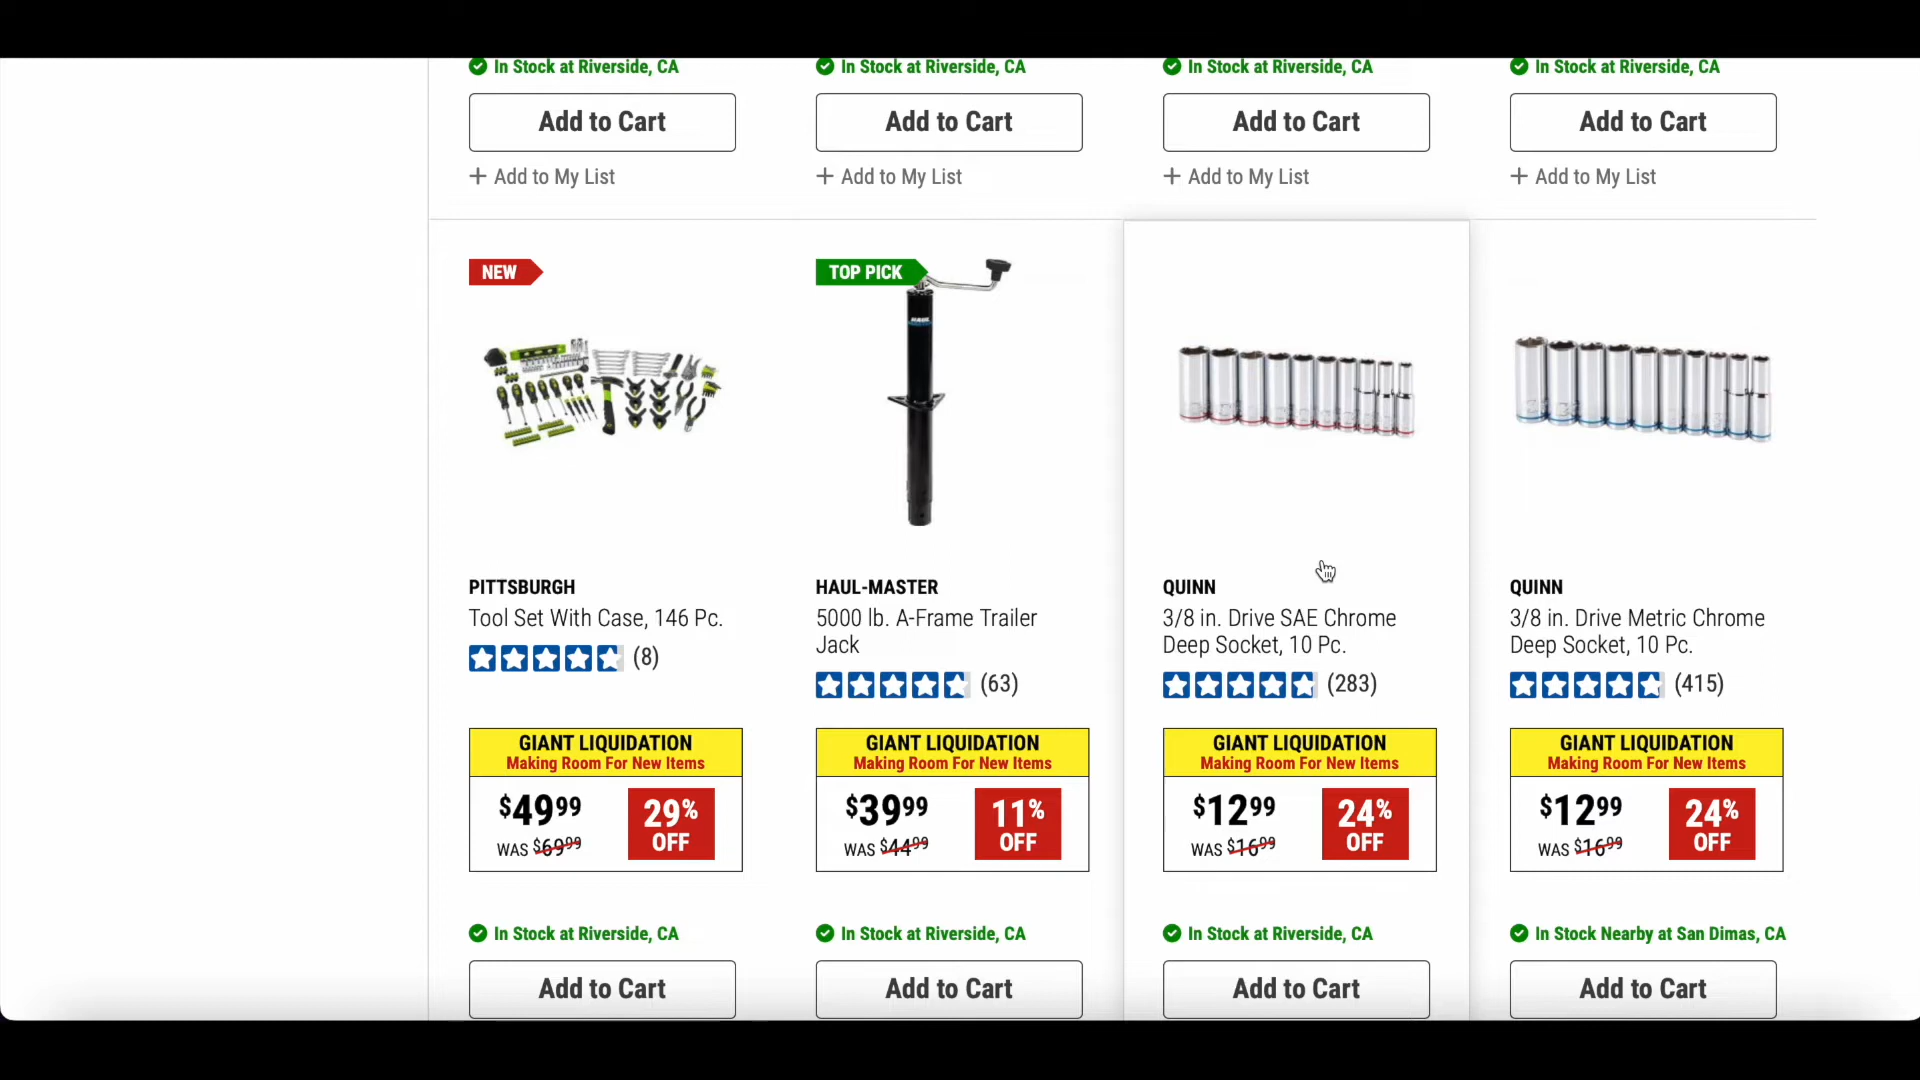 In Stock at Riverside, CA
In Stock at Riverside, CA
In Stock at Riverside, CA
In Stock at Riverside, CA
Add to Cart
Add to Cart
Add to Cart
Add to Cart
+ Add to My List
+ Add to My List
+ Add to My List
+ Add to My List
NEW
PITTSBURGH
Tool Set With Case, 146 Pc.
(8)
GIANT LIQUIDATION
Making Room For New Items
$49.99
29% OFF
WAS $69.99
In Stock at Riverside, CA
Add to Cart
TOP PICK
HAUL
HAUL-MASTER
5000 lb. A-Frame Trailer
Jack
(63)
GIANT LIQUIDATION
Making Room For New Items
$39.99
11% OFF
WAS $44.99
In Stock at Riverside, CA
Add to Cart
QUINN
3/8 in. Drive SAE Chrome
Deep Socket, 10 Pc.
(283)
GIANT LIQUIDATION
Making Room For New Items
$12.99
24% OFF
WAS $16.99
In Stock at Riverside, CA
Add to Cart
QUINN
3/8 in. Drive Metric Chrome
Deep Socket, 10 Pc.
(415)
GIANT LIQUIDATION
Making Room For New Items
$12.99
24% OFF
WAS $16.99
In Stock Nearby at San Dimas, CA
Add to Cart